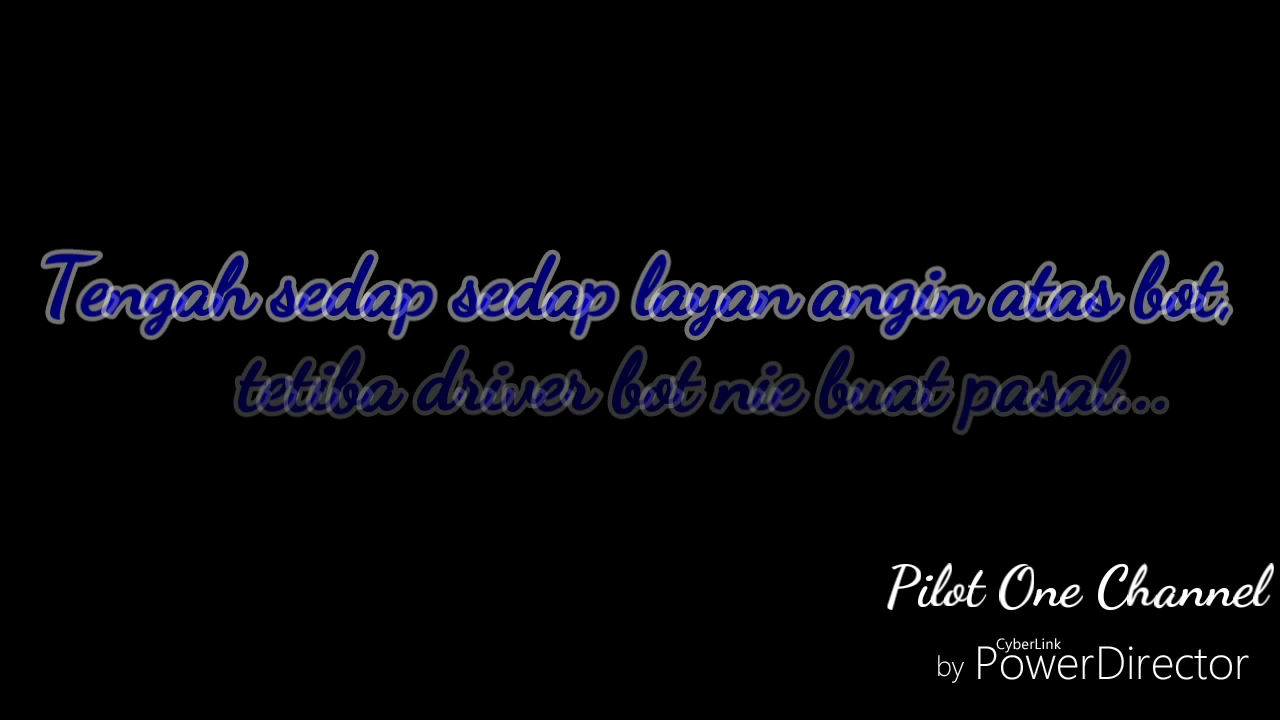 Tengah sedap sedap layan angin atas bot,
tetiba driver bot nie buat pasal...
Pilot One Channel
CyberLink
by PowerDirector